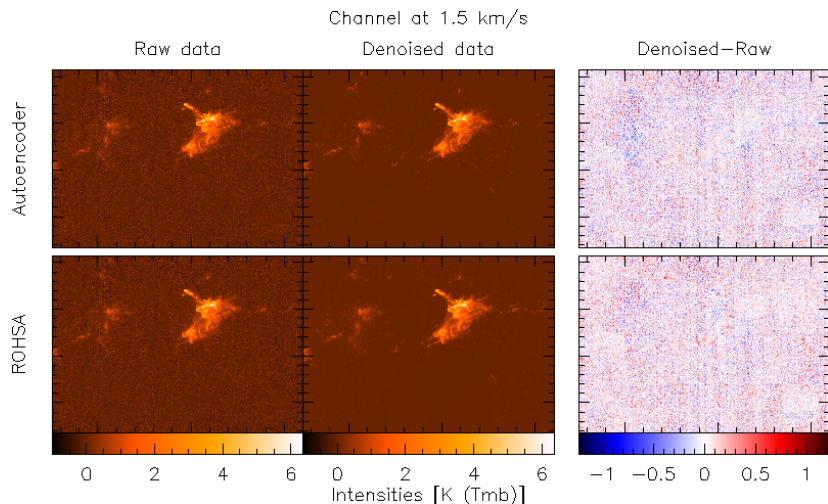 Channel at 1.5 km/s
Raw data
Denoised data
Denoised-Raw
Autoencoder
ROHSA
0 2 4 6
0 2 4 6
-1 -0.5 0 0.5 1
Intensities [K (Tmb)]